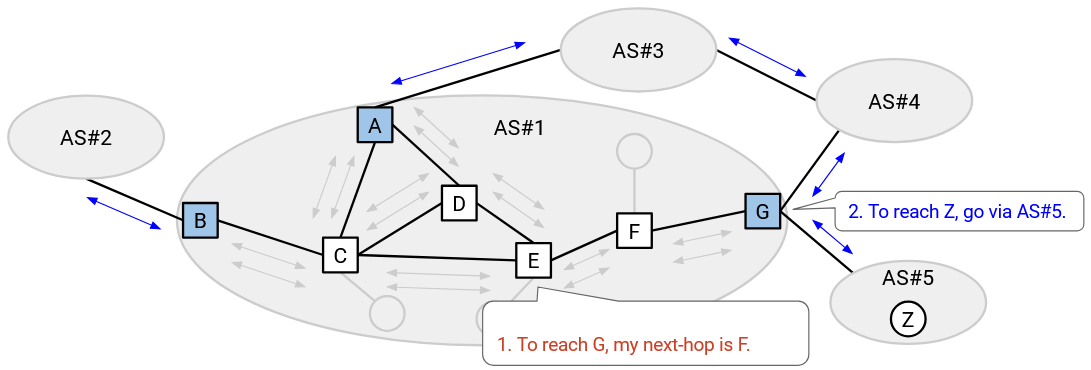 AS#3
AS#4
AS#2
A
AS#1
D
B
G
2. To reach Z, go via AS#5.
F
C
E
AS#5
Z
1. To reach G, my next-hop is F.